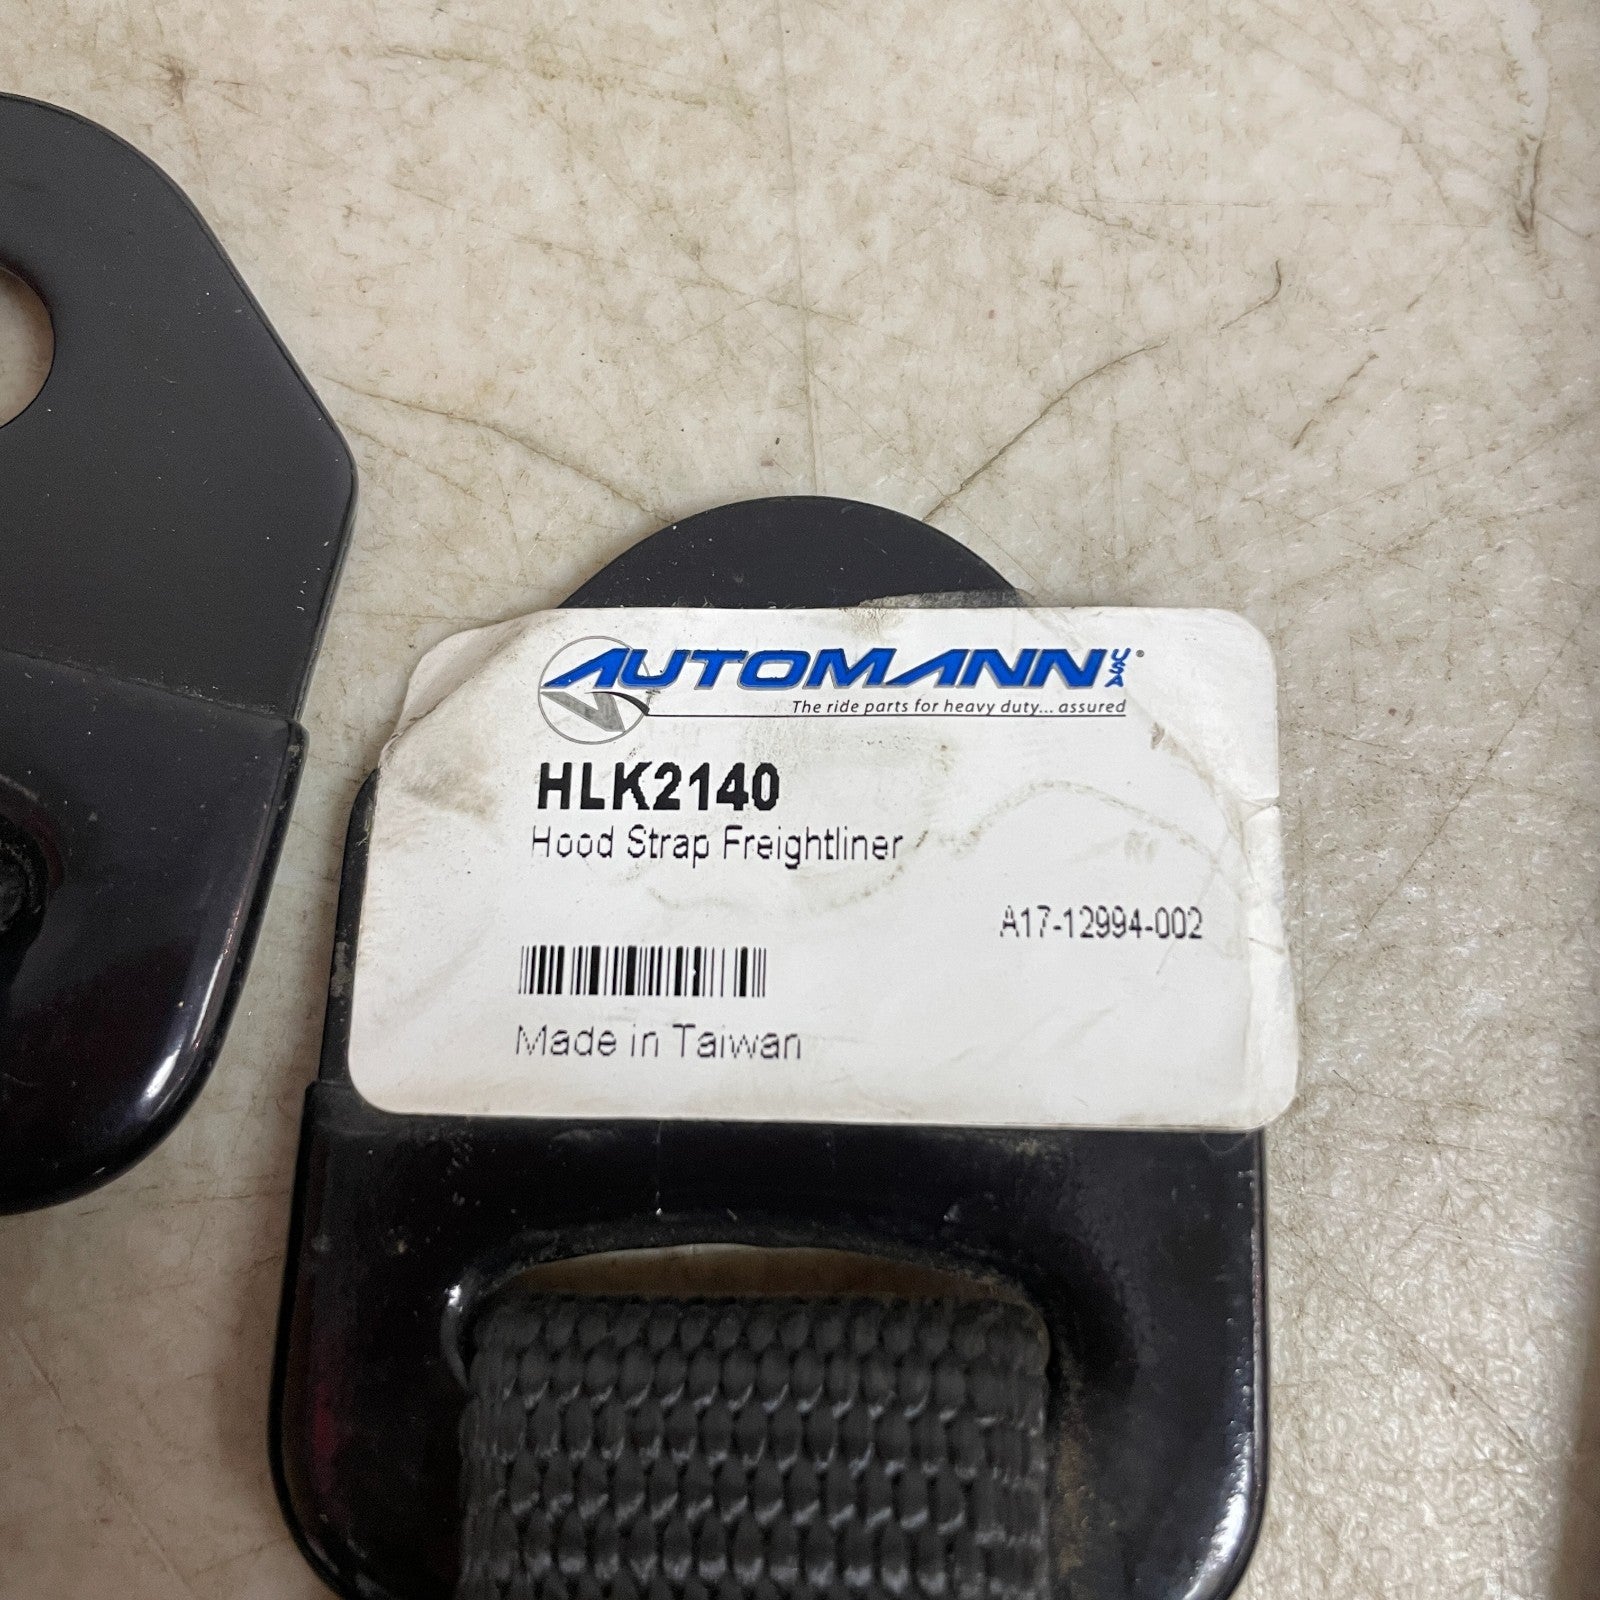 AUTOMANN USA®
The ride parts for heavy duty... assured
HLK2140
Hood Strap Freightliner
A17-12994-002
Made in Taiwan